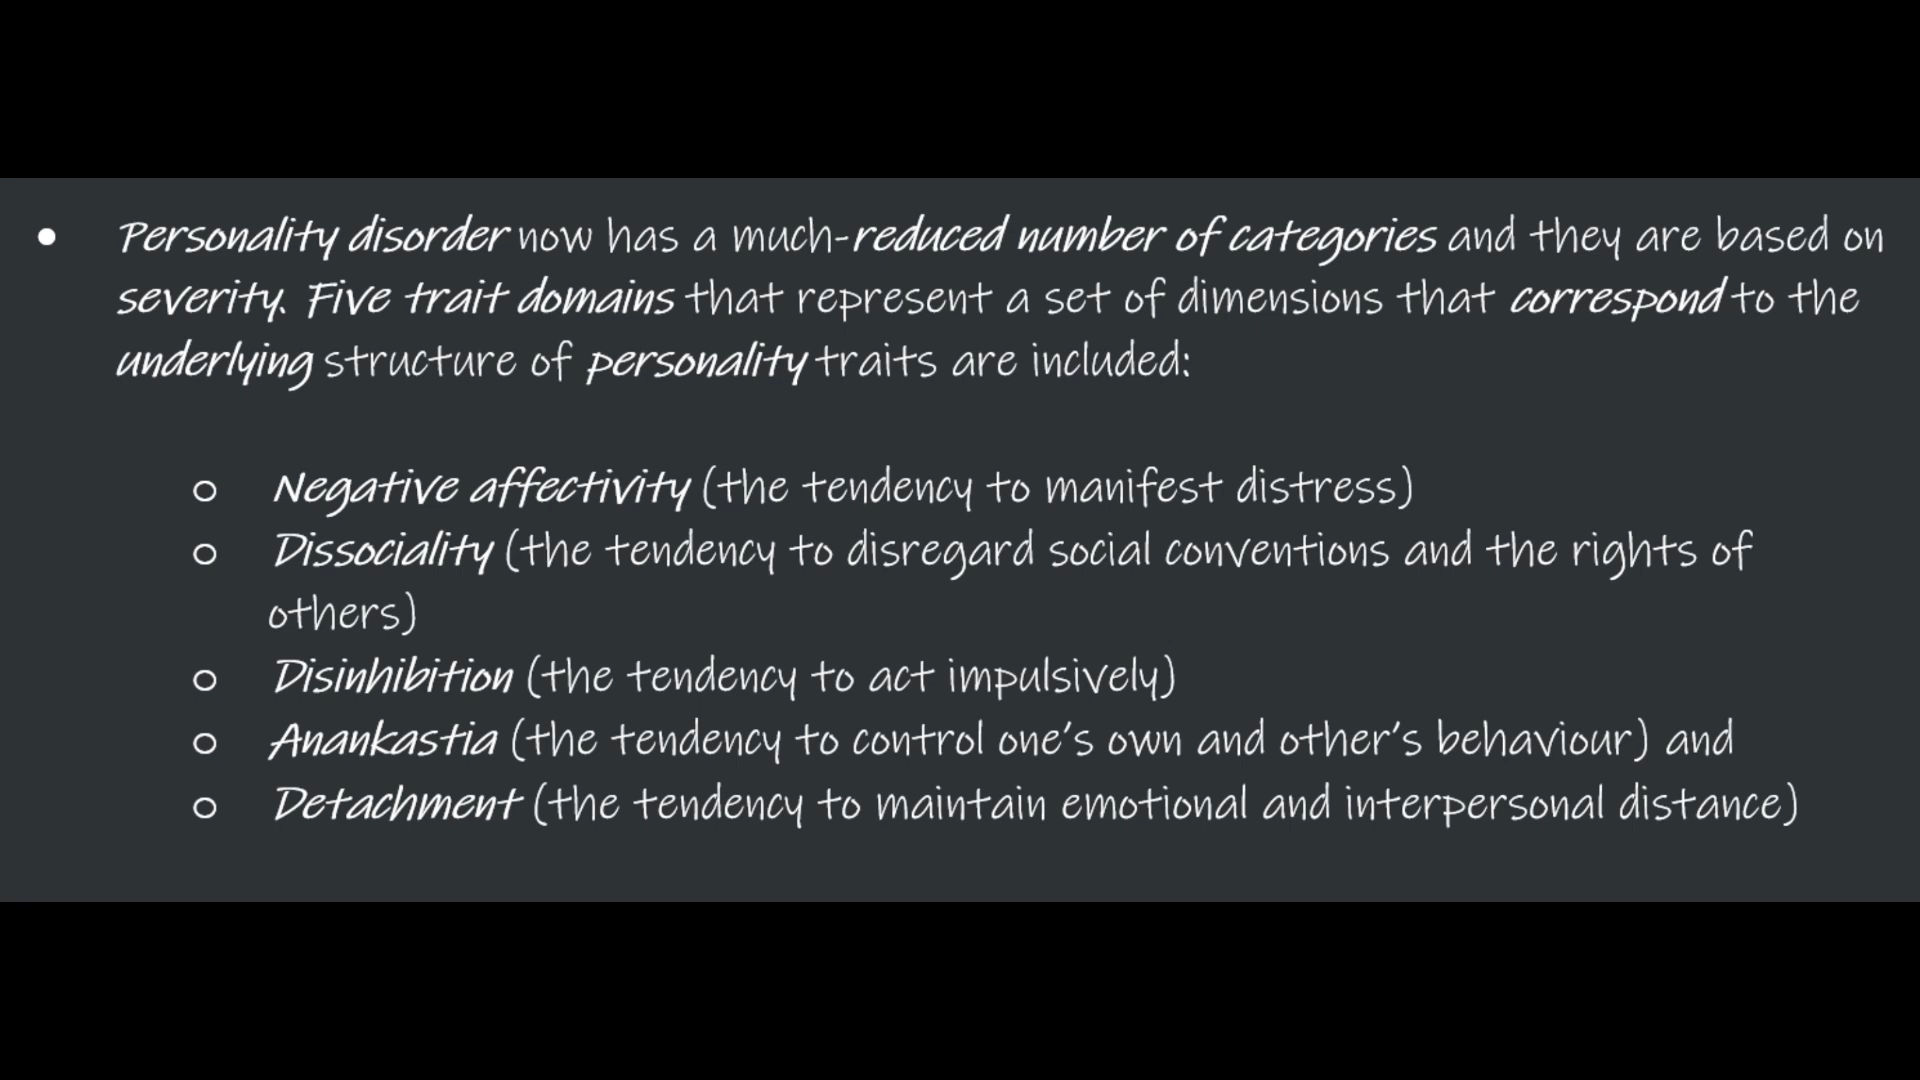 • Personality disorder now has a much-reduced number of categories and they are based on
severity. Five trait domains that represent a set of dimensions that correspond to the
underlying structure of personality traits are included:
o Negative affectivity (the tendency to manifest distress)
o Dissociality (the tendency to disregard social conventions and the rights of
others)
o Disinhibition (the tendency to act impulsively)
o Anankastia (the tendency to control one's own and other's behaviour) and
o Detachment (the tendency to maintain emotional and interpersonal distance)